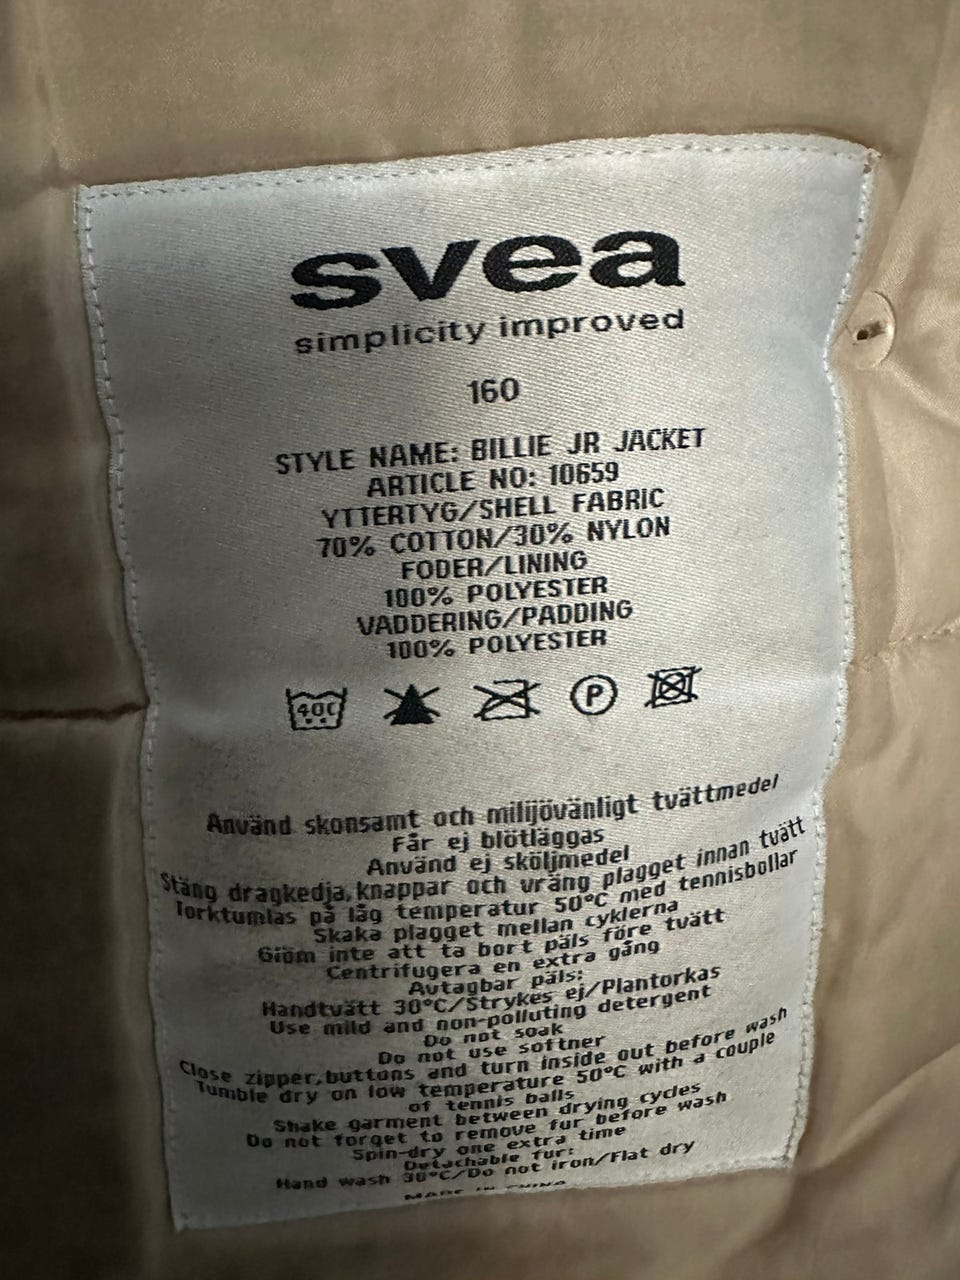 svea
simplicity improved
160
STYLE NAME: BILLIE JR JACKET
ARTICLE NO: 10659
YTTERTYG/SHELL FABRIC
70% COTTON/30% NYLON
FODER/LINING
100% POLYESTER
VADDERING/PADDING
100% POLYESTER
40C P
Använd skonsamt och milijövänligt tvättmedel
Får ej blötläggas
Använd ej sköljmedel
Stäng dragkedja,knappar och vräng plagget innan tvätt
Torktumlas på låg temperatur 50°C med tennisbollar
Skaka plagget mellan cyklerna
Glöm inte att ta bort päls före tvätt
Centrifugera en extra gång
Avtagbar päls:
Handtvätt 30°C/Strykes ej/Plantorkas
Use mild and non-polluting detergent
Do not soak
Do not use softner
Close zipper,buttons and turn inside out before wash
Tumble dry on low temperature 50°C with a couple
of tennis balls
Shake garment between drying cycles
Do not forget to remove fur before wash
Spin-dry one extra time
Detachable fur:
Hand wash 30°C/Do not iron/Flat dry
MADE IN CHINA